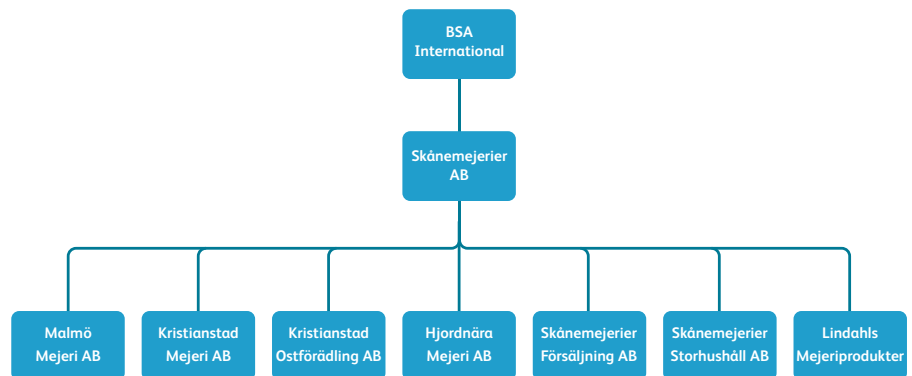 BSA
International
Skånemejerier
AB
Malmö
Mejeri AB
Kristianstad
Mejeri AB
Kristianstad
Ostförädling AB
Hjordnära
Mejeri AB
Skånemejerier
Försäljning AB
Skånemejerier
Storhushåll AB
Lindahls
Mejeriprodukter